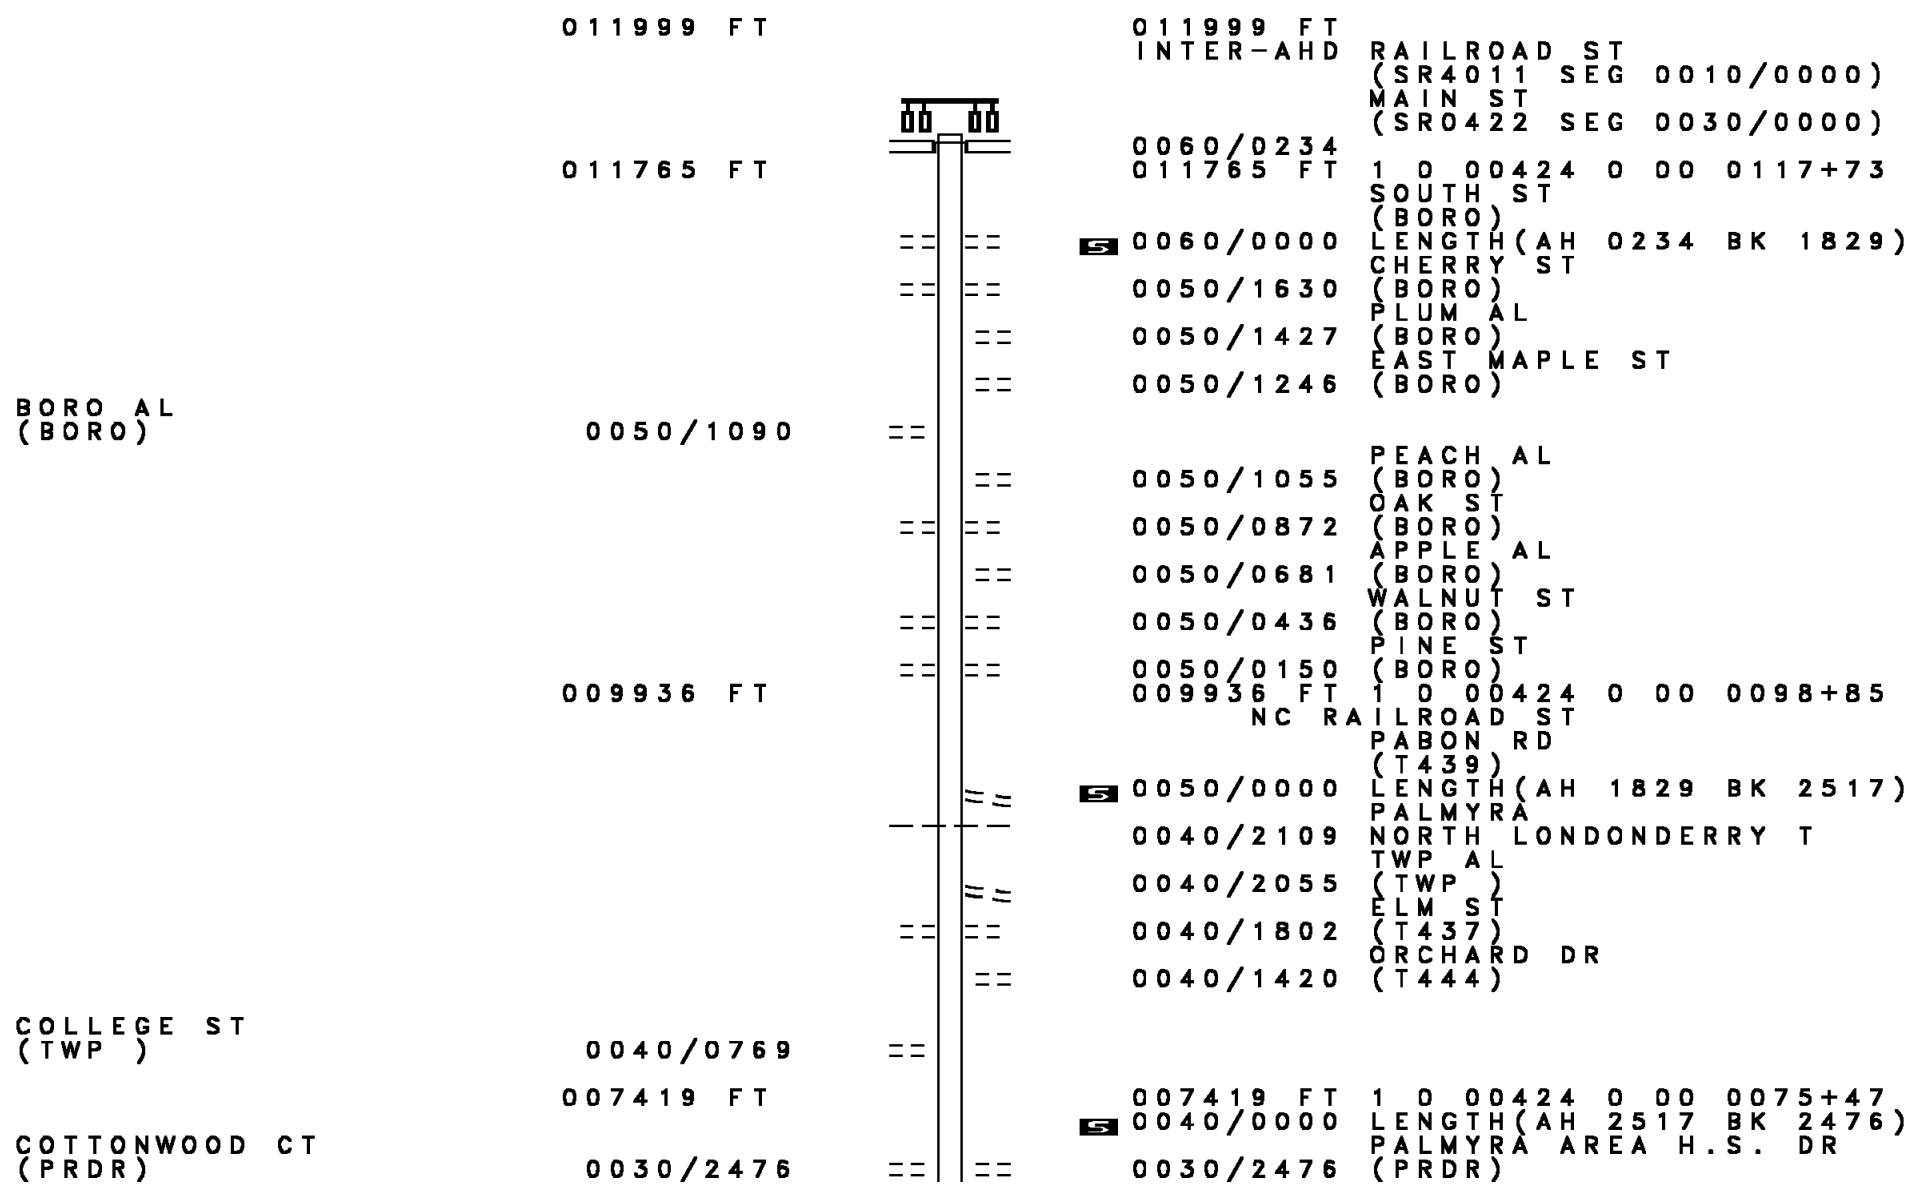 011999 FT 011999 FT
INTER-AHD RAILROAD ST
(SR4011 SEG 0010/0000)
MAIN ST
(SR0422 SEG 0030/0000)
0060/0234
011765 FT 011765 FT 1 0 00424 0 00 0117+73
SOUTH ST
(BORO)
S 0060/0000 LENGTH(AH 0234 BK 1829)
CHERRY ST
0050/1630 (BORO)
PLUM AL
0050/1427 (BORO)
EAST MAPLE ST
0050/1246 (BORO)
BORO AL
(BORO) 0050/1090
PEACH AL
0050/1055 (BORO)
OAK ST
0050/0872 (BORO)
APPLE AL
0050/0681 (BORO)
WALNUT ST
0050/0436 (BORO)
PINE ST
0050/0150 (BORO)
009936 FT 009936 FT 1 0 00424 0 00 0098+85
NC RAILROAD ST
PABON RD
(T439)
S 0050/0000 LENGTH(AH 1829 BK 2517)
PALMYRA
0040/2109 NORTH LONDONDERRY T
TWP AL
0040/2055 (TWP )
ELM ST
0040/1802 (T437)
ORCHARD DR
0040/1420 (T444)
COLLEGE ST
(TWP ) 0040/0769
007419 FT 007419 FT 1 0 00424 0 00 0075+47
S 0040/0000 LENGTH(AH 2517 BK 2476)
COTTONWOOD CT PALMYRA AREA H.S. DR
(PRDR) 0030/2476 0030/2476 (PRDR)